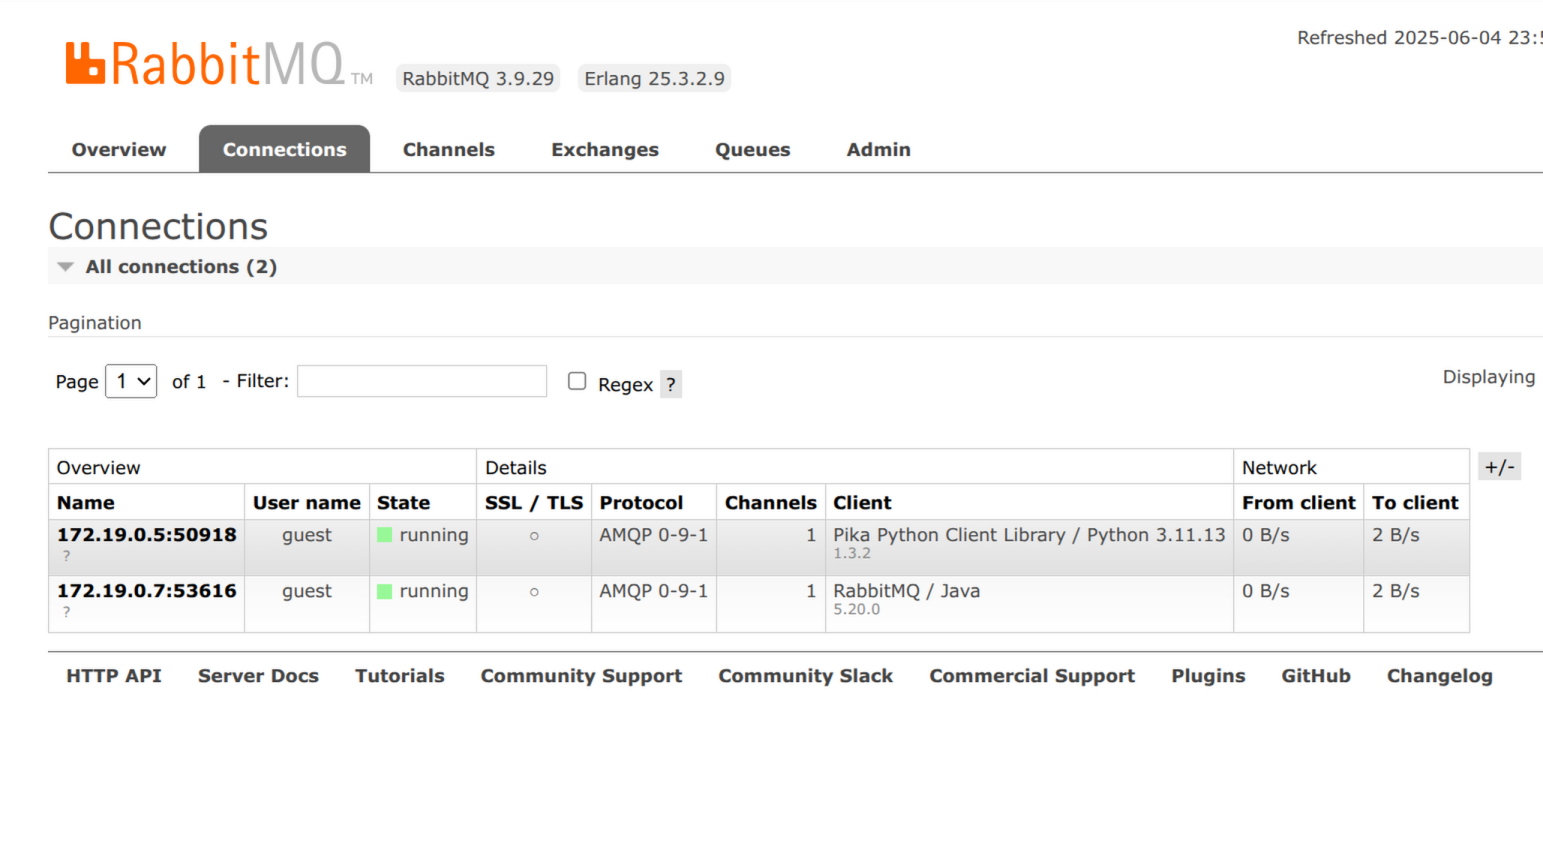 Refreshed 2025-06-04 23:
RabbitMQ TM RabbitMQ 3.9.29 Erlang 25.3.2.9
Overview Connections Channels Exchanges Queues Admin
Connections
All connections (2)
Pagination
Page 1 of 1 - Filter: Regex ? Displaying
Overview Details Network +/-
Name User name State SSL / TLS Protocol Channels Client From client To client
172.19.0.5:50918 guest running ○ AMQP 0-9-1 1 Pika Python Client Library / Python 3.11.13 0 B/s 2 B/s
? 1.3.2
172.19.0.7:53616 guest running ○ AMQP 0-9-1 1 RabbitMQ / Java 0 B/s 2 B/s
? 5.20.0
HTTP API Server Docs Tutorials Community Support Community Slack Commercial Support Plugins GitHub Changelog